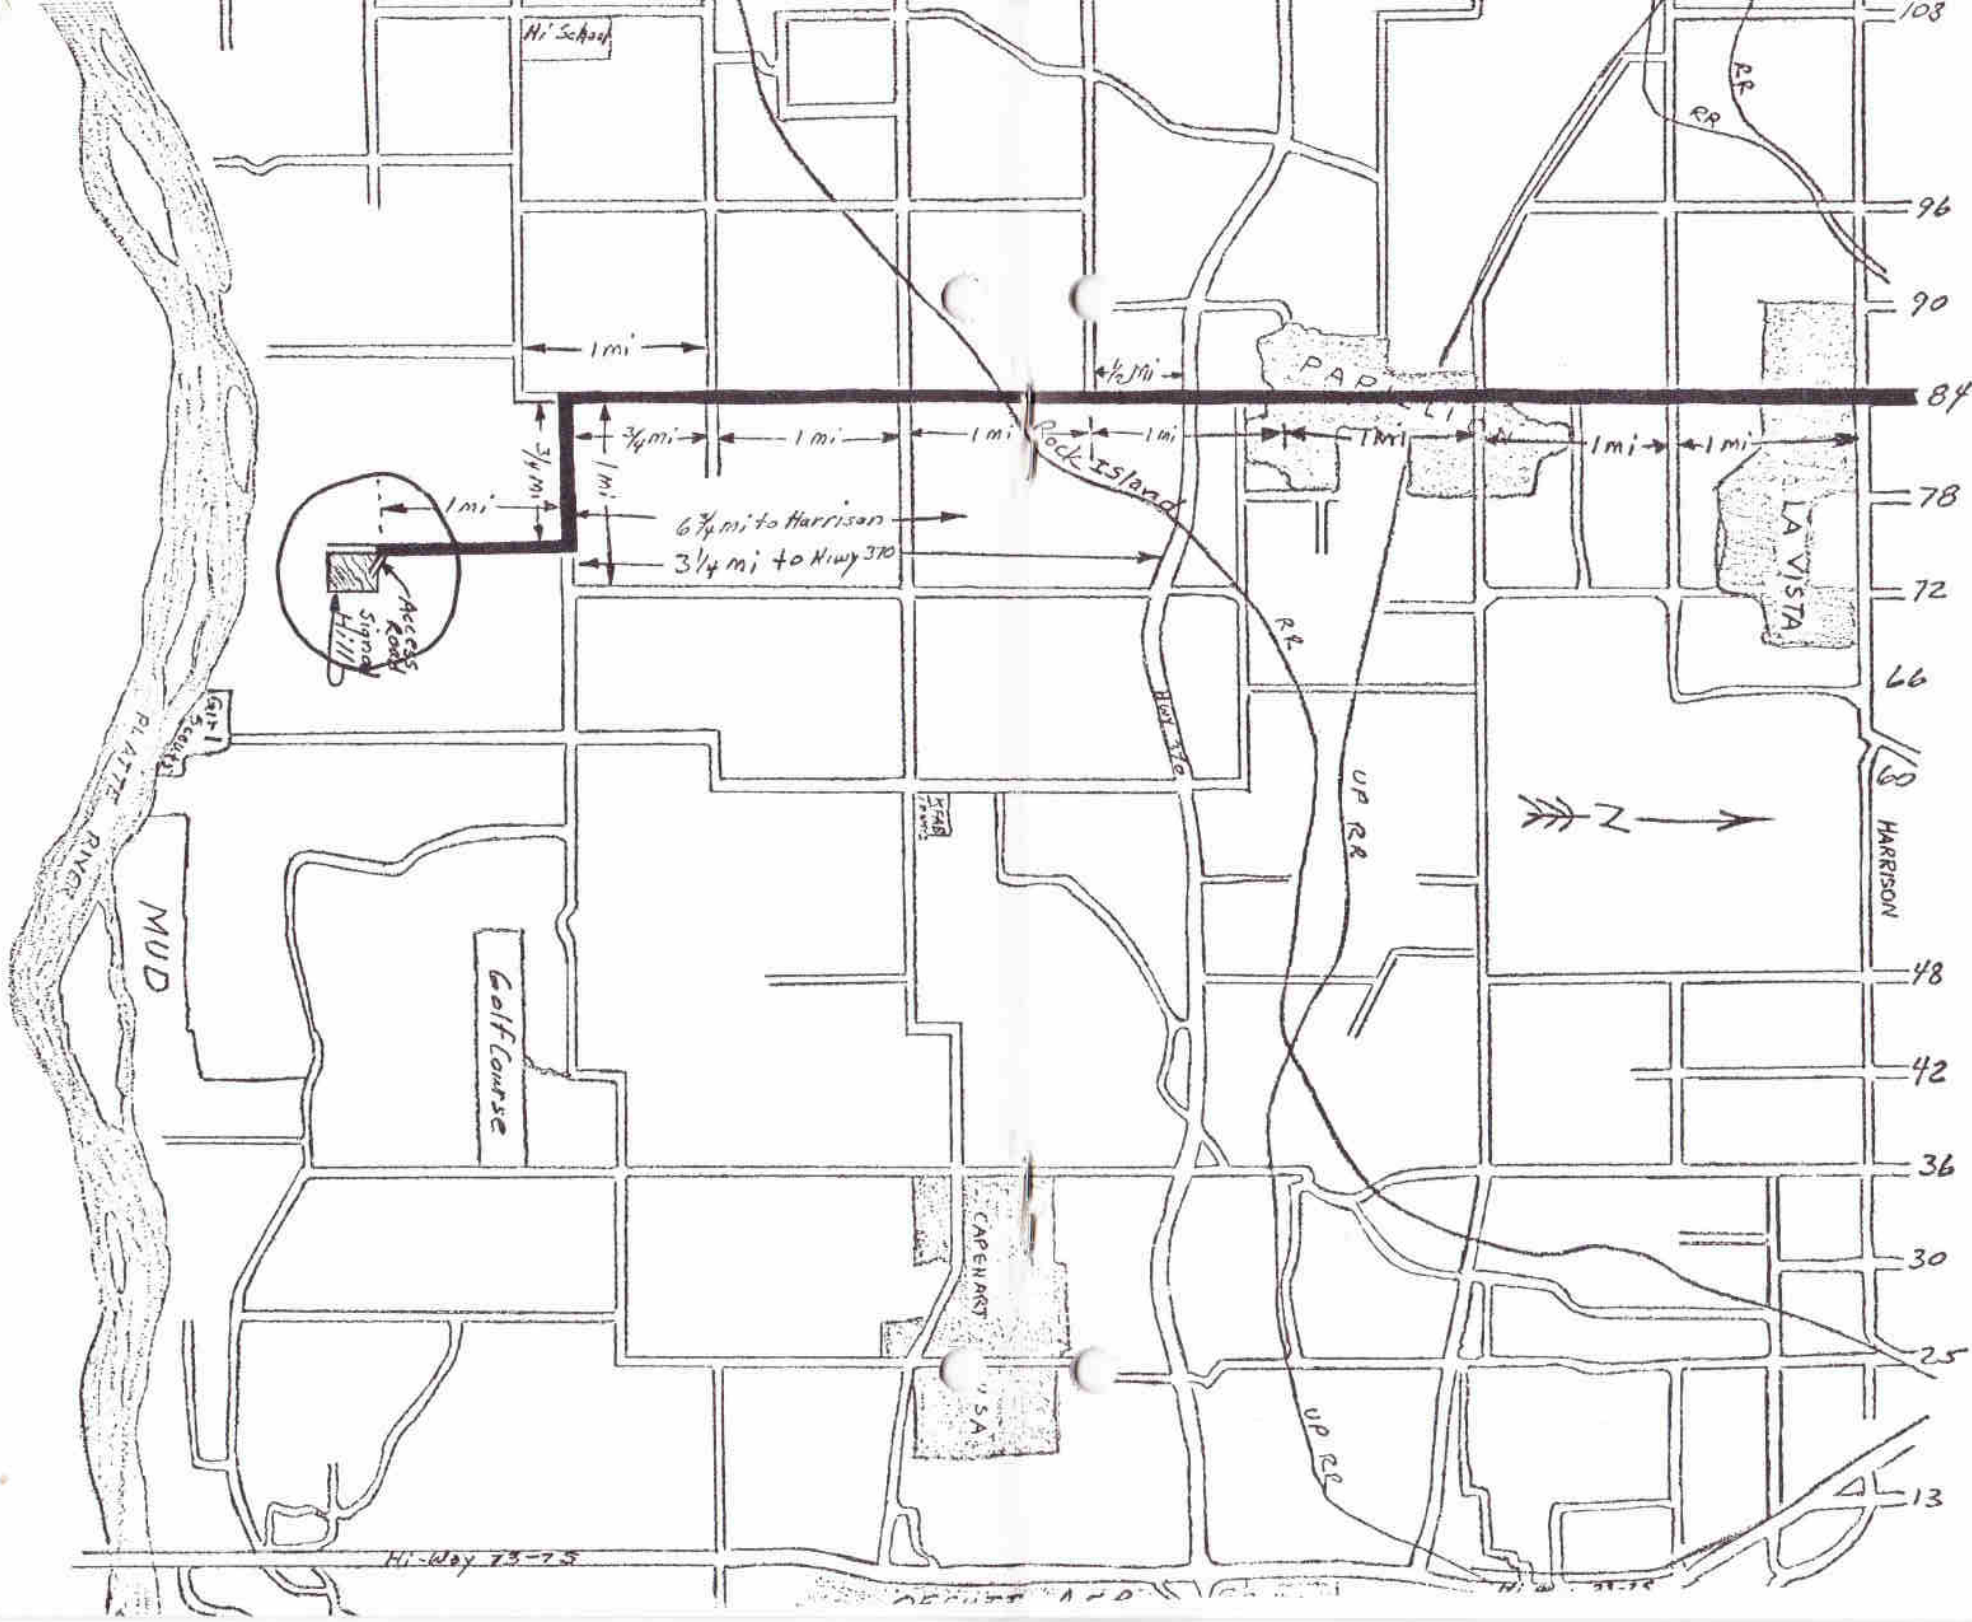 108
Hi School
RR
RR
96
90
1 mi
1/2 Mi
PAPILLION
84
3/4 mi
1 mi
1 mi
1 mi
1 mi
1 mi
1 mi
3/4 mi
1 mi
Rock Island
1 mi
6 3/4 mi to Harrison
3 1/4 mi to Hiwy 370
78
LA VISTA
72
Access
Road
Signal
Hill
RR
66
Girl
Scouts
HWY 370
PLATTE
RIVER
60
UP RR
KFAB
N
HARRISON
MUD
Golf Course
48
42
36
CAPEHART
30
25
UP RR
13
Hi-Way 73-75
OFFUTT AFB